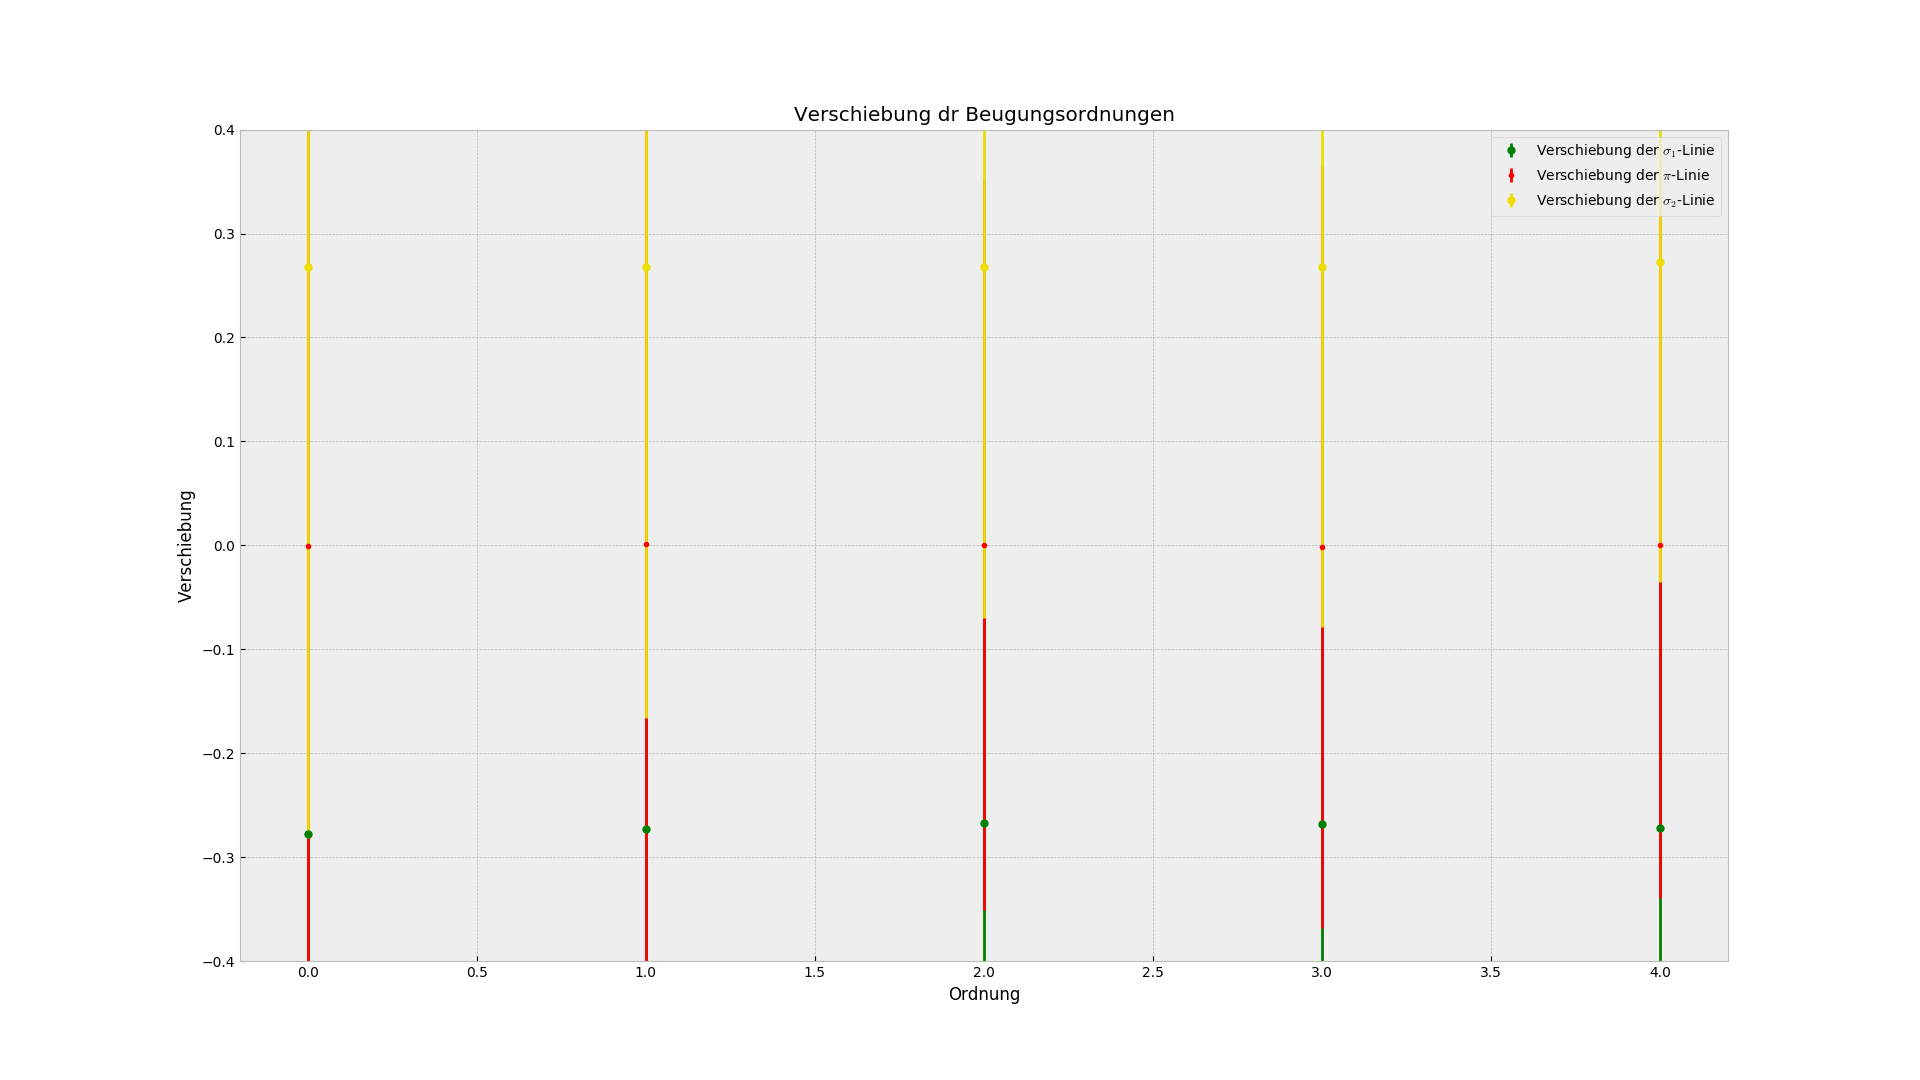 Verschiebung dr Beugungsordnungen
Verschiebung der σ₁-Linie
Verschiebung der π-Linie
Verschiebung der σ₂-Linie
Verschiebung
0.4
0.3
0.2
0.1
0.0
−0.1
−0.2
−0.3
−0.4
0.0 0.5 1.0 1.5 2.0 2.5 3.0 3.5 4.0
Ordnung